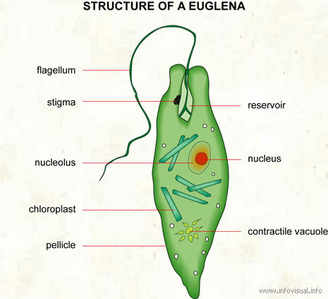 STRUCTURE OF A EUGLENA
flagellum
stigma
reservoir
nucleolus
nucleus
chloroplast
contractile vacuole
pellicle
www.infovisual.info